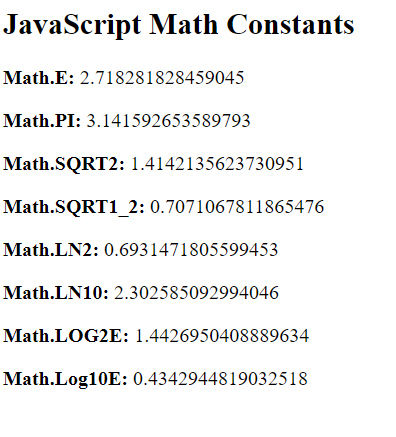 JavaScript Math Constants
Math.E: 2.718281828459045
Math.PI: 3.141592653589793
Math.SQRT2: 1.4142135623730951
Math.SQRT1_2: 0.7071067811865476
Math.LN2: 0.6931471805599453
Math.LN10: 2.302585092994046
Math.LOG2E: 1.4426950408889634
Math.Log10E: 0.4342944819032518